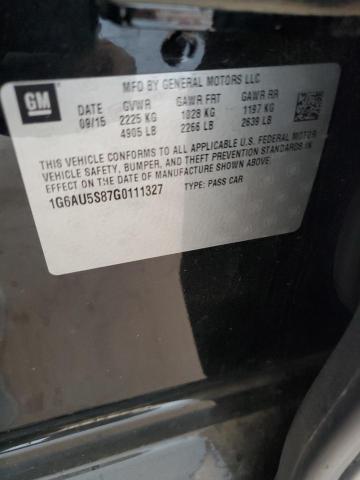 GM
MFD BY GENERAL MOTORS LLC
DATE GVWR GAWR FRT GAWR RR
09/15 2225 KG 1028 KG 1197 KG
4905 LB 2266 LB 2639 LB
THIS VEHICLE CONFORMS TO ALL APPLICABLE U.S. FEDERAL MOTOR
VEHICLE SAFETY, BUMPER, AND THEFT PREVENTION STANDARDS IN
EFFECT ON THE DATE OF MANUFACTURE SHOWN ABOVE.
1G6AU5S87G0111327 TYPE: PASS CAR